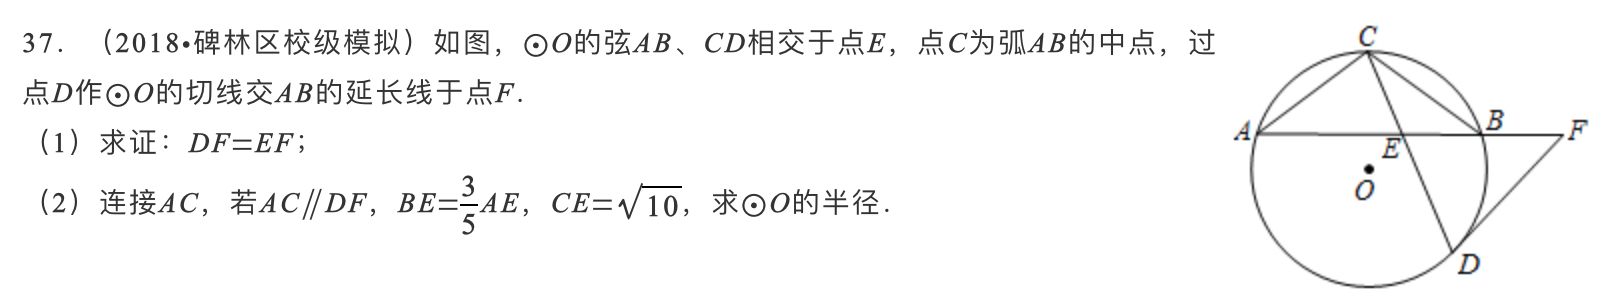 37．（2018•碑林区校级模拟）如图，⊙O的弦AB、CD相交于点E，点C为弧AB的中点，过
点D作⊙O的切线交AB的延长线于点F.
（1）求证：DF=EF；
（2）连接AC，若AC∥DF，BE=3/5AE，CE=√10，求⊙O的半径.
C
A
B
F
E
O
D